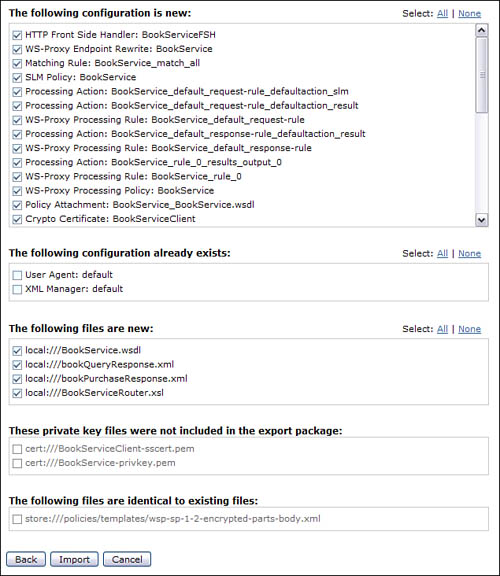 The following configuration is new: Select: All | None
HTTP Front Side Handler: BookServiceFSH
WS-Proxy Endpoint Rewrite: BookService
Matching Rule: BookService_match_all
SLM Policy: BookService
Processing Action: BookService_default_request-rule_defaultaction_slm
Processing Action: BookService_default_request-rule_defaultaction_result
WS-Proxy Processing Rule: BookService_default_request-rule
Processing Action: BookService_default_response-rule_defaultaction_result
WS-Proxy Processing Rule: BookService_default_response-rule
Processing Action: BookService_rule_0_results_output_0
WS-Proxy Processing Rule: BookService_rule_0
WS-Proxy Processing Policy: BookService
Policy Attachment: BookService_BookService.wsdl
Crypto Certificate: BookServiceClient
The following configuration already exists: Select: All | None
User Agent: default
XML Manager: default
The following files are new: Select: All | None
local:///BookService.wsdl
local:///bookQueryResponse.xml
local:///bookPurchaseResponse.xml
local:///BookServiceRouter.xsl
These private key files were not included in the export package:
cert:///BookServiceClient-sscert.pem
cert:///BookService-privkey.pem
The following files are identical to existing files:
store:///policies/templates/wsp-sp-1-2-encrypted-parts-body.xml
Back Import Cancel